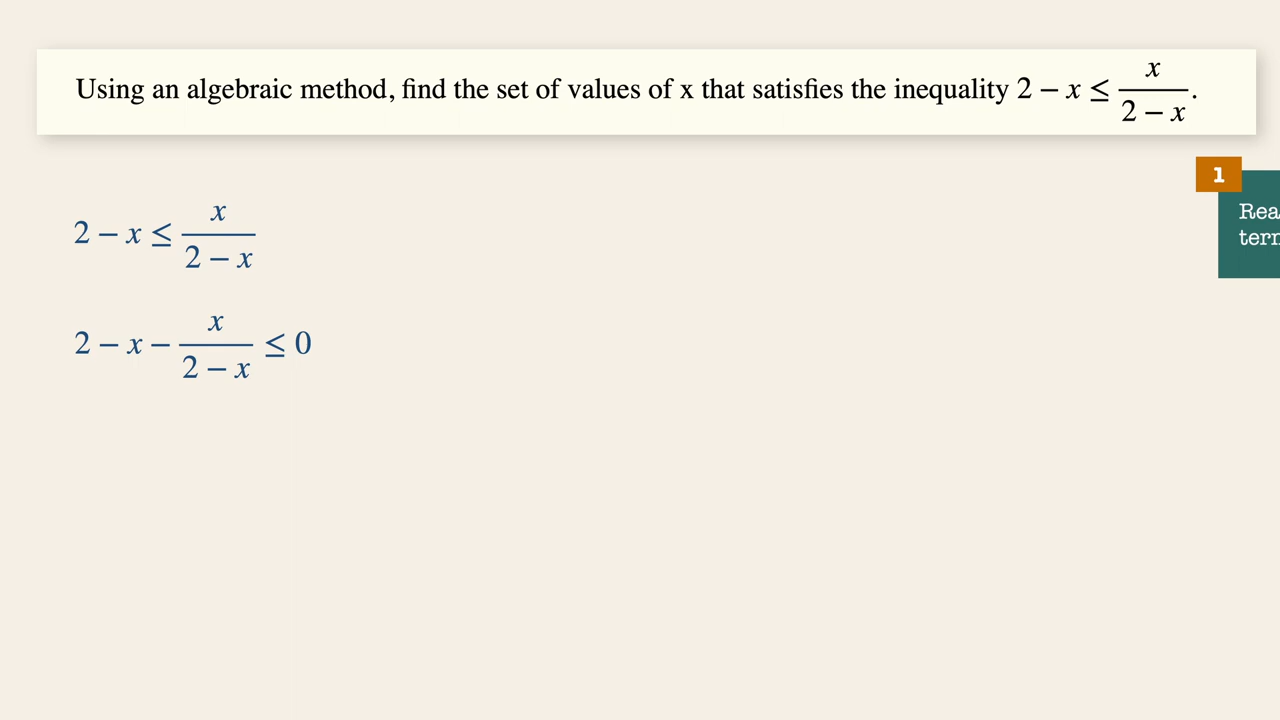 Using an algebraic method, find the set of values of x that satisfies the inequality 2 − x ≤ x / (2 − x).
1
2 − x ≤ x / (2 − x)
2 − x − x / (2 − x) ≤ 0